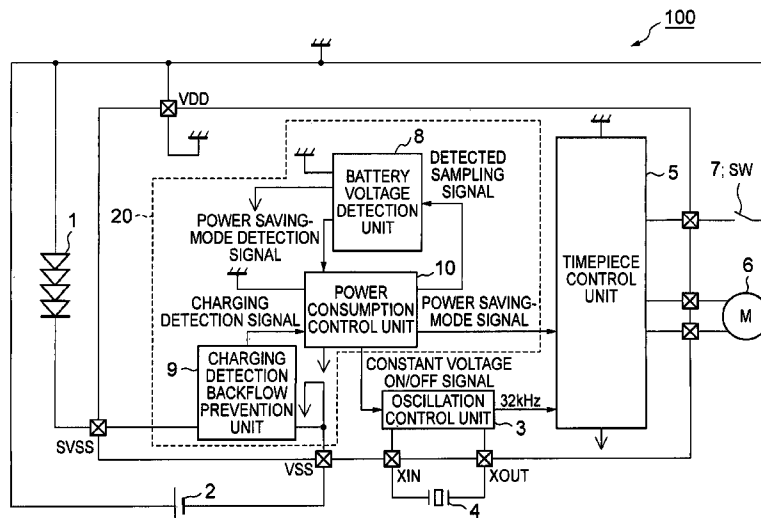 100
VDD
8
BATTERY
VOLTAGE
DETECTION
UNIT
DETECTED
SAMPLING
SIGNAL
5
7; SW
20
POWER SAVING-
MODE DETECTION
SIGNAL
1
10
TIMEPIECE
CONTROL
UNIT
6
M
CHARGING
DETECTION SIGNAL
POWER
CONSUMPTION
CONTROL UNIT
POWER SAVING-
MODE SIGNAL
9
CHARGING
DETECTION
BACKFLOW
PREVENTION
UNIT
CONSTANT VOLTAGE
ON/OFF SIGNAL
OSCILLATION
CONTROL UNIT
32kHz
3
SVSS
VSS
XIN
XOUT
2
4